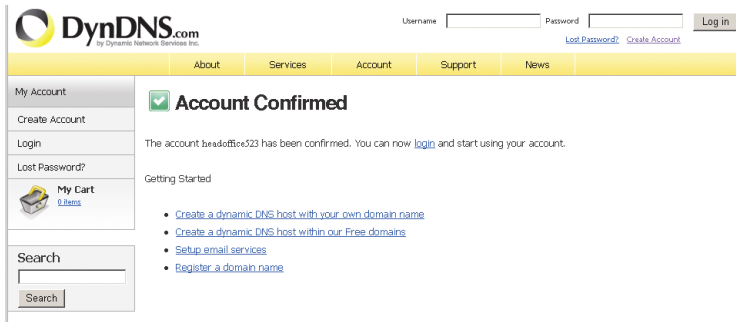 DynDNS.com
by Dynamic Network Services Inc.
Username
Password
Log in
Lost Password? Create Account
About Services Account Support News
My Account
Create Account
Login
Lost Password?
My Cart
0 items
Search
Search
Account Confirmed
The account headoffice523 has been confirmed. You can now login and start using your account.
Getting Started
Create a dynamic DNS host with your own domain name
Create a dynamic DNS host within our Free domains
Setup email services
Register a domain name